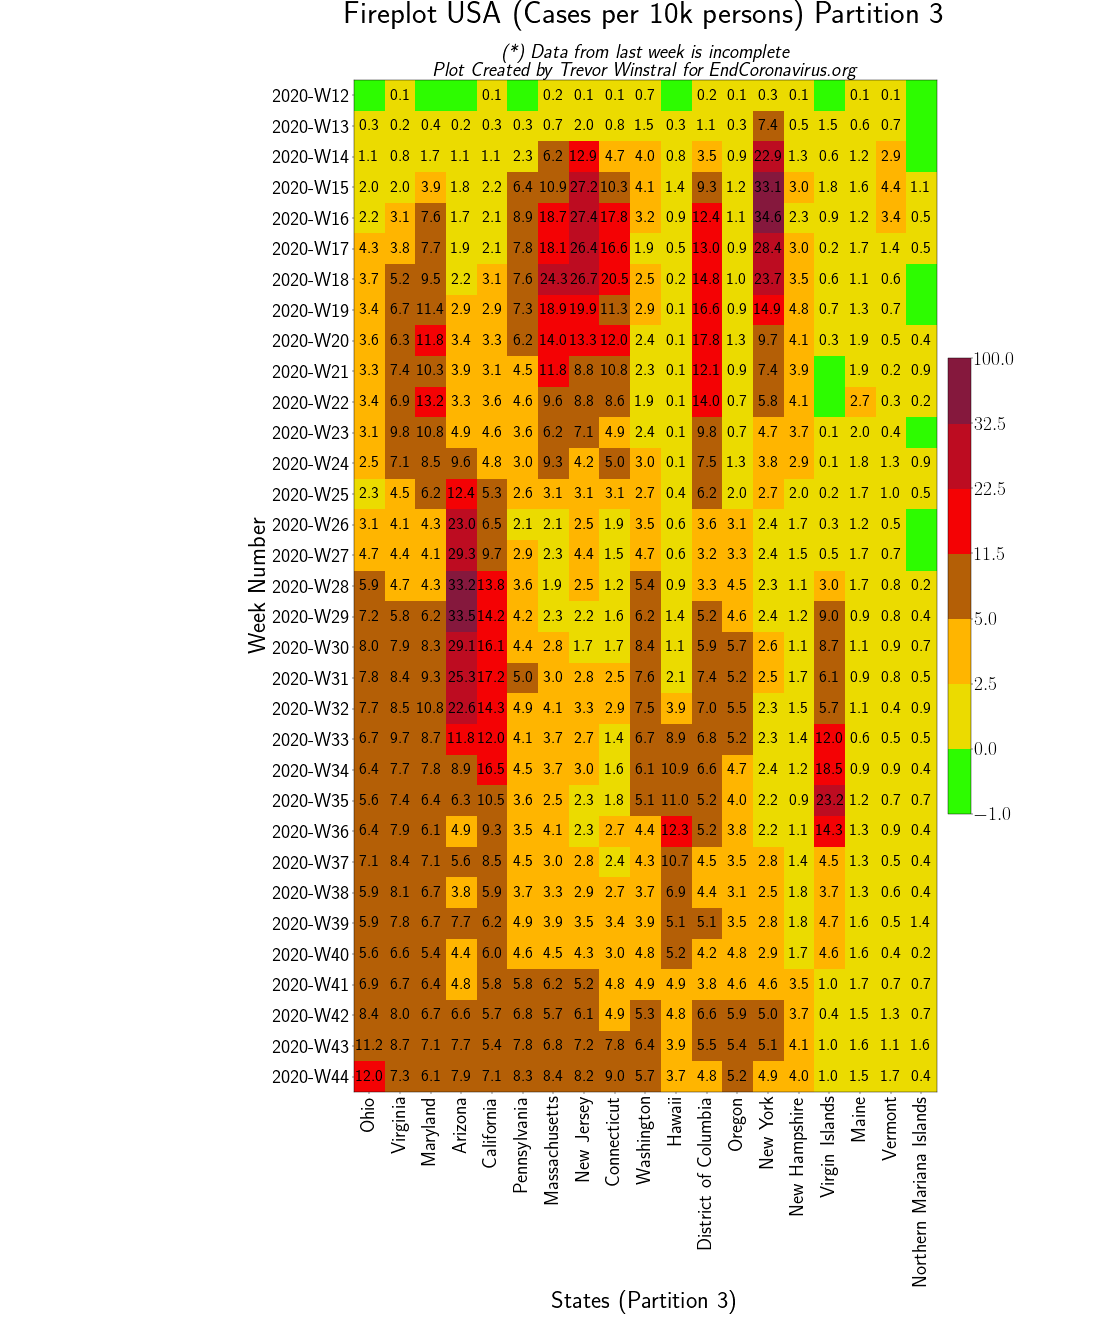 Fireplot USA (Cases per 10k persons) Partition 3
(*) Data from last week is incomplete
Plot Created by Trevor Winstral for EndCoronavirus.org
2020-W12 0.1 0.1 0.2 0.1 0.1 0.7 0.2 0.1 0.3 0.1 0.1 0.1
2020-W13 0.3 0.2 0.4 0.2 0.3 0.3 0.7 2.0 0.8 1.5 0.3 1.1 0.3 7.4 0.5 1.5 0.6 0.7
2020-W14 1.1 0.8 1.7 1.1 1.1 2.3 6.2 12.9 4.7 4.0 0.8 3.5 0.9 22.9 1.3 0.6 1.2 2.9
2020-W15 2.0 2.0 3.9 1.8 2.2 6.4 10.9 27.2 10.3 4.1 1.4 9.3 1.2 33.1 3.0 1.8 1.6 4.4 1.1
2020-W16 2.2 3.1 7.6 1.7 2.1 8.9 18.7 27.4 17.8 3.2 0.9 12.4 1.1 34.6 2.3 0.9 1.2 3.4 0.5
2020-W17 4.3 3.8 7.7 1.9 2.1 7.8 18.1 26.4 16.6 1.9 0.5 13.0 0.9 28.4 3.0 0.2 1.7 1.4 0.5
2020-W18 3.7 5.2 9.5 2.2 3.1 7.6 24.3 26.7 20.5 2.5 0.2 14.8 1.0 23.7 3.5 0.6 1.1 0.6
2020-W19 3.4 6.7 11.4 2.9 2.9 7.3 18.9 19.9 11.3 2.9 0.1 16.6 0.9 14.9 4.8 0.7 1.3 0.7
2020-W20 3.6 6.3 11.8 3.4 3.3 6.2 14.0 13.3 12.0 2.4 0.1 17.8 1.3 9.7 4.1 0.3 1.9 0.5 0.4
2020-W21 3.3 7.4 10.3 3.9 3.1 4.5 11.8 8.8 10.8 2.3 0.1 12.1 0.9 7.4 3.9 1.9 0.2 0.9
2020-W22 3.4 6.9 13.2 3.3 3.6 4.6 9.6 8.8 8.6 1.9 0.1 14.0 0.7 5.8 4.1 2.7 0.3 0.2
2020-W23 3.1 9.8 10.8 4.9 4.6 3.6 6.2 7.1 4.9 2.4 0.1 9.8 0.7 4.7 3.7 0.1 2.0 0.4
2020-W24 2.5 7.1 8.5 9.6 4.8 3.0 9.3 4.2 5.0 3.0 0.1 7.5 1.3 3.8 2.9 0.1 1.8 1.3 0.9
2020-W25 2.3 4.5 6.2 12.4 5.3 2.6 3.1 3.1 3.1 2.7 0.4 6.2 2.0 2.7 2.0 0.2 1.7 1.0 0.5
2020-W26 3.1 4.1 4.3 23.0 6.5 2.1 2.1 2.5 1.9 3.5 0.6 3.6 3.1 2.4 1.7 0.3 1.2 0.5
2020-W27 4.7 4.4 4.1 29.3 9.7 2.9 2.3 4.4 1.5 4.7 0.6 3.2 3.3 2.4 1.5 0.5 1.7 0.7
2020-W28 5.9 4.7 4.3 33.2 13.8 3.6 1.9 2.5 1.2 5.4 0.9 3.3 4.5 2.3 1.1 3.0 1.7 0.8 0.2
2020-W29 7.2 5.8 6.2 33.5 14.2 4.2 2.3 2.2 1.6 6.2 1.4 5.2 4.6 2.4 1.2 9.0 0.9 0.8 0.4
2020-W30 8.0 7.9 8.3 29.1 16.1 4.4 2.8 1.7 1.7 8.4 1.1 5.9 5.7 2.6 1.1 8.7 1.1 0.9 0.7
2020-W31 7.8 8.4 9.3 25.3 17.2 5.0 3.0 2.8 2.5 7.6 2.1 7.4 5.2 2.5 1.7 6.1 0.9 0.8 0.5
2020-W32 7.7 8.5 10.8 22.6 14.3 4.9 4.1 3.3 2.9 7.5 3.9 7.0 5.5 2.3 1.5 5.7 1.1 0.4 0.9
2020-W33 6.7 9.7 8.7 11.8 12.0 4.1 3.7 2.7 1.4 6.7 8.9 6.8 5.2 2.3 1.4 12.0 0.6 0.5 0.5
2020-W34 6.4 7.7 7.8 8.9 16.5 4.5 3.7 3.0 1.6 6.1 10.9 6.6 4.7 2.4 1.2 18.5 0.9 0.9 0.4
2020-W35 5.6 7.4 6.4 6.3 10.5 3.6 2.5 2.3 1.8 5.1 11.0 5.2 4.0 2.2 0.9 23.2 1.2 0.7 0.7
2020-W36 6.4 7.9 6.1 4.9 9.3 3.5 4.1 2.3 2.7 4.4 12.3 5.2 3.8 2.2 1.1 14.3 1.3 0.9 0.4
2020-W37 7.1 8.4 7.1 5.6 8.5 4.5 3.0 2.8 2.4 4.3 10.7 4.5 3.5 2.8 1.4 4.5 1.3 0.5 0.4
2020-W38 5.9 8.1 6.7 3.8 5.9 3.7 3.3 2.9 2.7 3.7 6.9 4.4 3.1 2.5 1.8 3.7 1.3 0.6 0.4
2020-W39 5.9 7.8 6.7 7.7 6.2 4.9 3.9 3.5 3.4 3.9 5.1 5.1 3.5 2.8 1.8 4.7 1.6 0.5 1.4
2020-W40 5.6 6.6 5.4 4.4 6.0 4.6 4.5 4.3 3.0 4.8 5.2 4.2 4.8 2.9 1.7 4.6 1.6 0.4 0.2
2020-W41 6.9 6.7 6.4 4.8 5.8 5.8 6.2 5.2 4.8 4.9 4.9 3.8 4.6 4.6 3.5 1.0 1.7 0.7 0.7
2020-W42 8.4 8.0 6.7 6.6 5.7 6.8 5.7 6.1 4.9 5.3 4.8 6.6 5.9 5.0 3.7 0.4 1.5 1.3 0.7
2020-W43 11.2 8.7 7.1 7.7 5.4 7.8 6.8 7.2 7.8 6.4 3.9 5.5 5.4 5.1 4.1 1.0 1.6 1.1 1.6
2020-W44 12.0 7.3 6.1 7.9 7.1 8.3 8.4 8.2 9.0 5.7 3.7 4.8 5.2 4.9 4.0 1.0 1.5 1.7 0.4
Week Number
100.0
32.5
22.5
11.5
5.0
2.5
0.0
−1.0
Ohio
Virginia
Maryland
Arizona
California
Pennsylvania
Massachusetts
New Jersey
Connecticut
Washington
Hawaii
District of Columbia
Oregon
New York
New Hampshire
Virgin Islands
Maine
Vermont
Northern Mariana Islands
States (Partition 3)